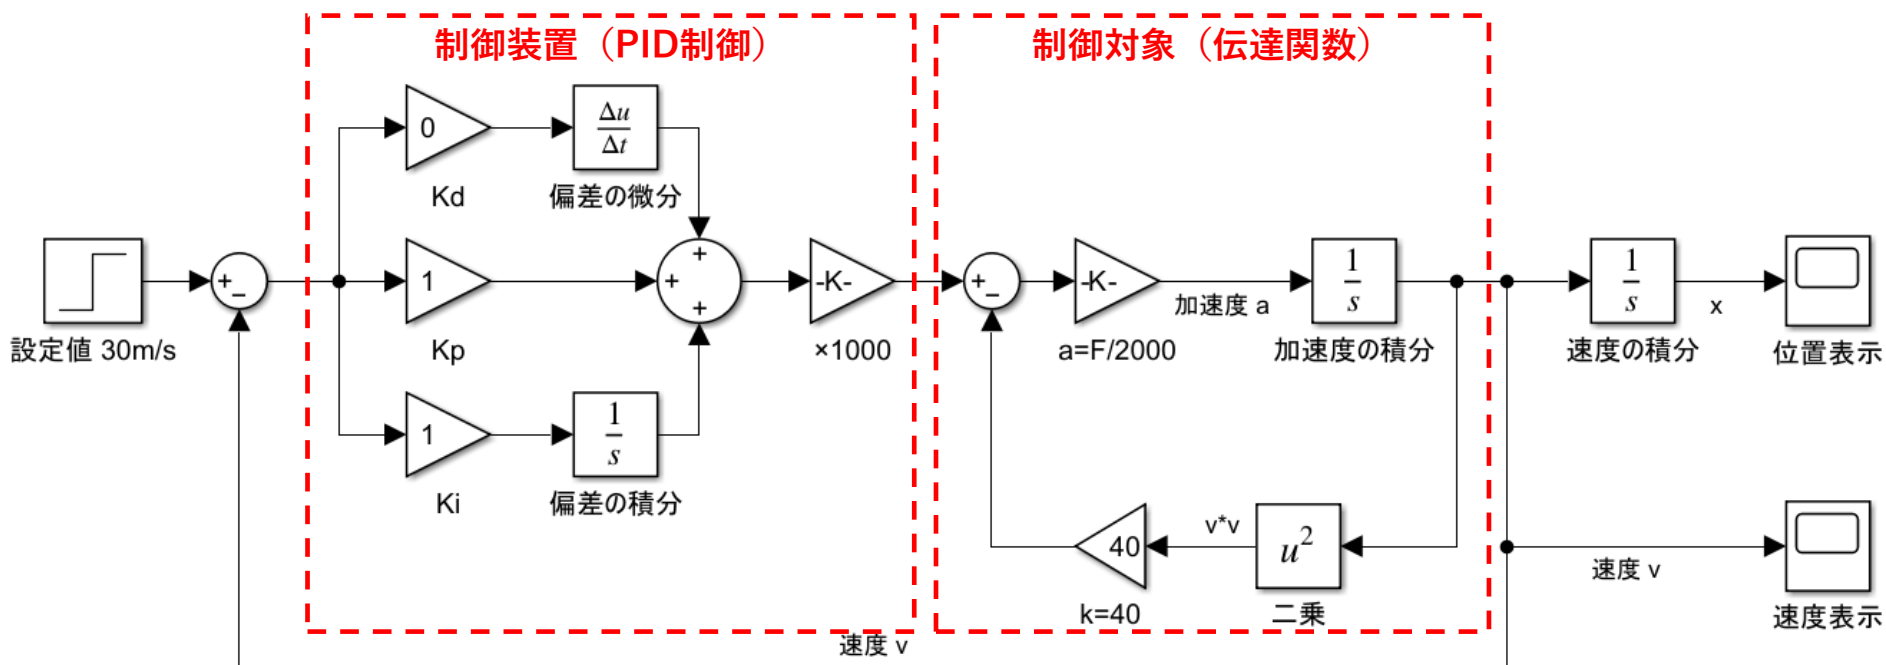 制御装置（PID制御）
制御対象（伝達関数）
0
Δu
Δt
Kd
偏差の微分
設定値 30m/s
+
−
1
Kp
+
+
+
-K-
×1000
1
Ki
1
s
偏差の積分
+
−
-K-
a=F/2000
加速度 a
1
s
加速度の積分
1
s
速度の積分
x
位置表示
40
k=40
v*v
u²
二乗
速度 v
速度表示
速度 v